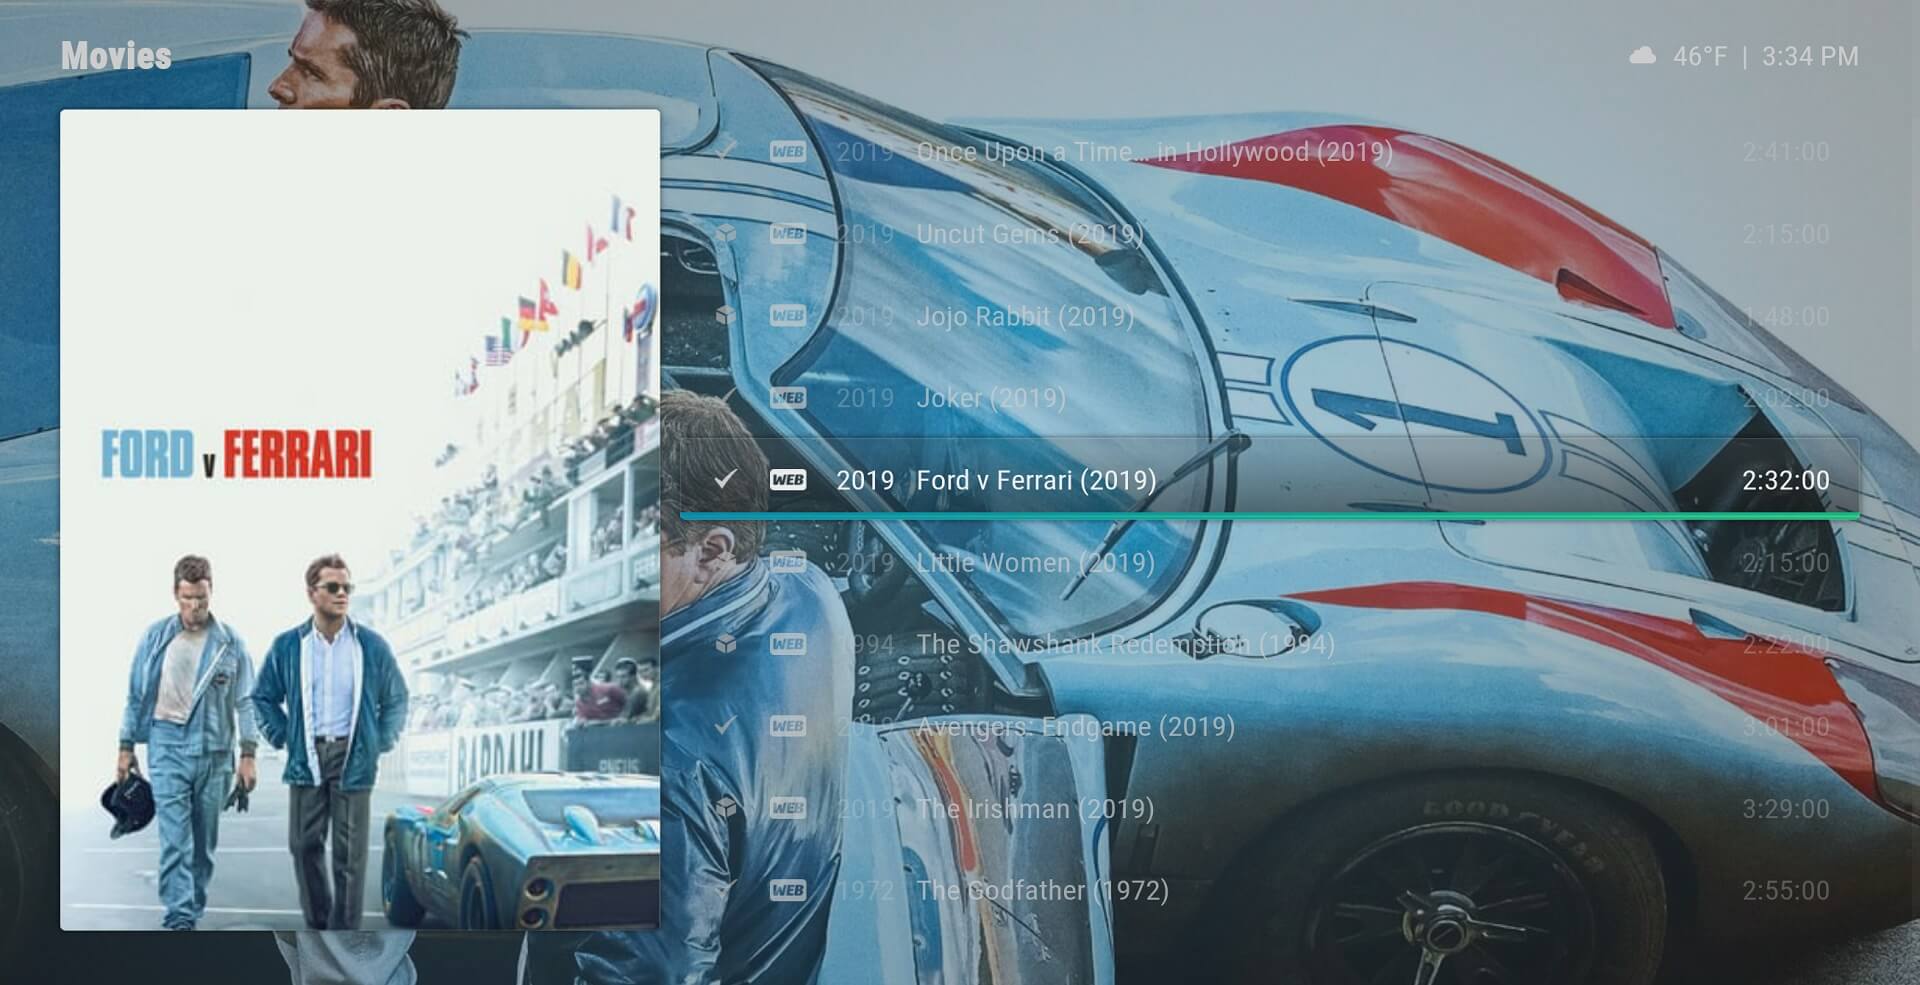 Movies
46°F | 3:34 PM
WEB 2019 Once Upon a Time... in Hollywood (2019) 2:41:00
WEB 2019 Uncut Gems (2019) 2:15:00
WEB 2019 Jojo Rabbit (2019) 1:48:00
WEB 2019 Joker (2019) 2:02:00
WEB 2019 Ford v Ferrari (2019) 2:32:00
WEB 2019 Little Women (2019) 2:15:00
WEB 1994 The Shawshank Redemption (1994) 2:22:00
WEB 2019 Avengers: Endgame (2019) 3:01:00
WEB 2019 The Irishman (2019) 3:29:00
WEB 1972 The Godfather (1972) 2:55:00
FORD v FERRARI
BARDAHL
1
GOOD YEAR